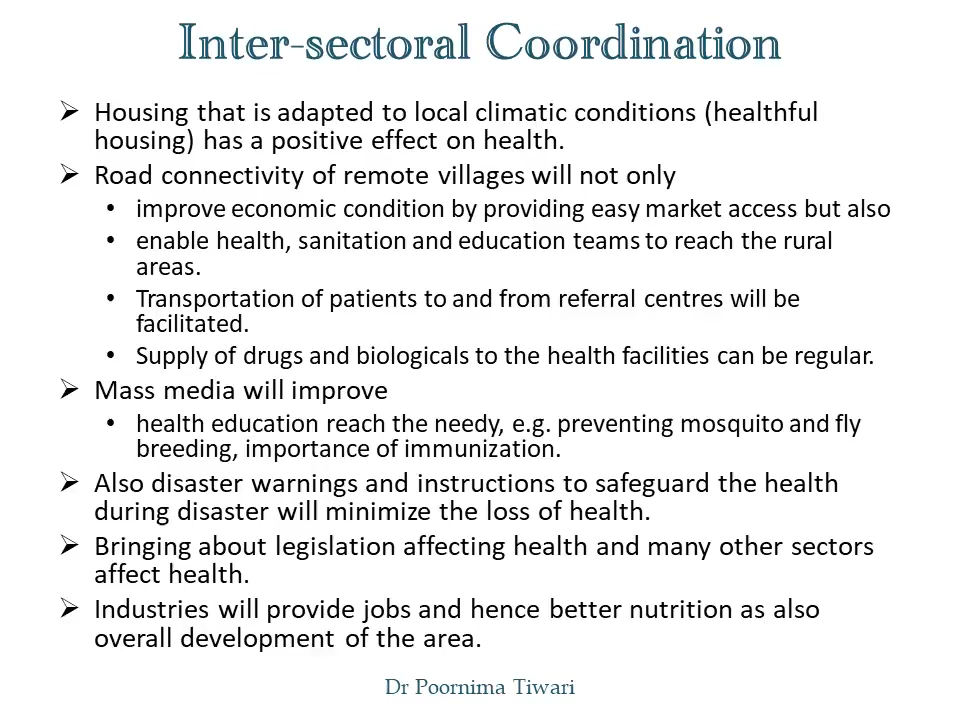 Inter-sectoral Coordination
➢ Housing that is adapted to local climatic conditions (healthful
housing) has a positive effect on health.
➢ Road connectivity of remote villages will not only
• improve economic condition by providing easy market access but also
• enable health, sanitation and education teams to reach the rural
areas.
• Transportation of patients to and from referral centres will be
facilitated.
• Supply of drugs and biologicals to the health facilities can be regular.
➢ Mass media will improve
• health education reach the needy, e.g. preventing mosquito and fly
breeding, importance of immunization.
➢ Also disaster warnings and instructions to safeguard the health
during disaster will minimize the loss of health.
➢ Bringing about legislation affecting health and many other sectors
affect health.
➢ Industries will provide jobs and hence better nutrition as also
overall development of the area.
Dr Poornima Tiwari